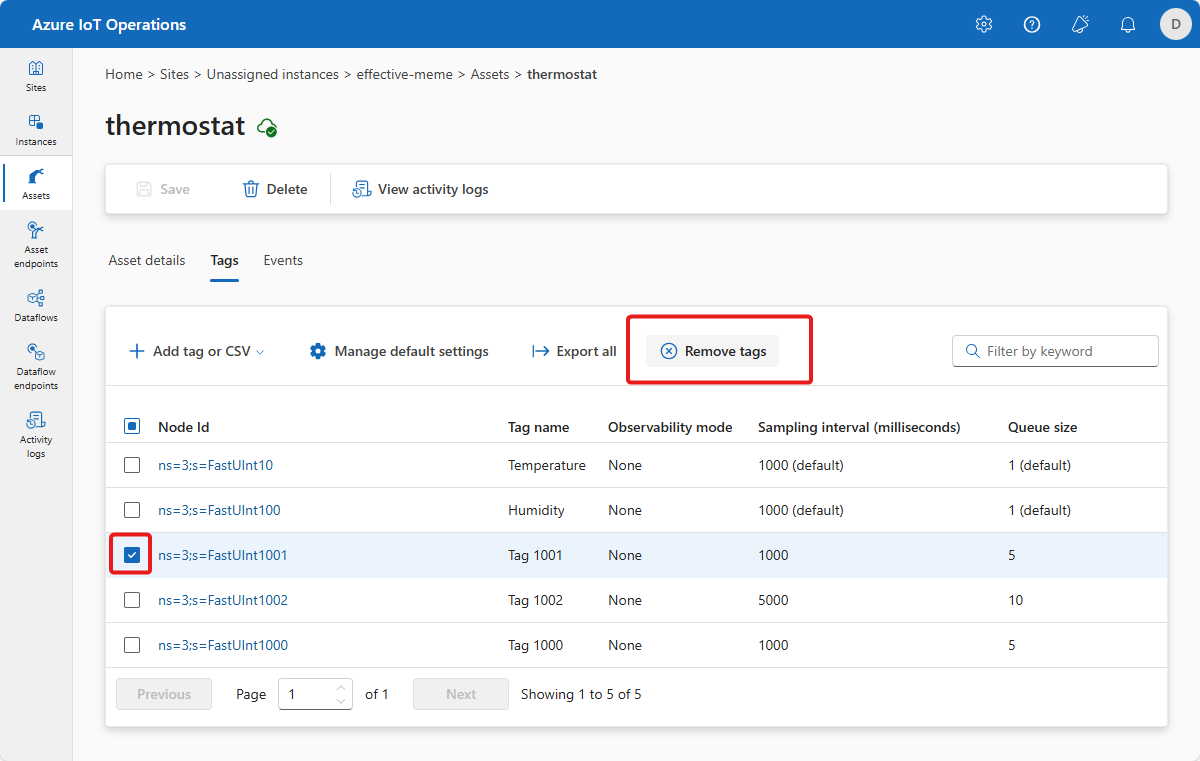 Azure IoT Operations
D
Sites
Instances
Assets
Asset
endpoints
Dataflows
Dataflow
endpoints
Activity
logs
Home > Sites > Unassigned instances > effective-meme > Assets > thermostat
thermostat
Save Delete View activity logs
Asset details Tags Events
Add tag or CSV Manage default settings Export all Remove tags Filter by keyword
Node Id Tag name Observability mode Sampling interval (milliseconds) Queue size
ns=3;s=FastUInt10 Temperature None 1000 (default) 1 (default)
ns=3;s=FastUInt100 Humidity None 1000 (default) 1 (default)
ns=3;s=FastUInt1001 Tag 1001 None 1000 5
ns=3;s=FastUInt1002 Tag 1002 None 5000 10
ns=3;s=FastUInt1000 Tag 1000 None 1000 5
Previous Page 1 of 1 Next Showing 1 to 5 of 5